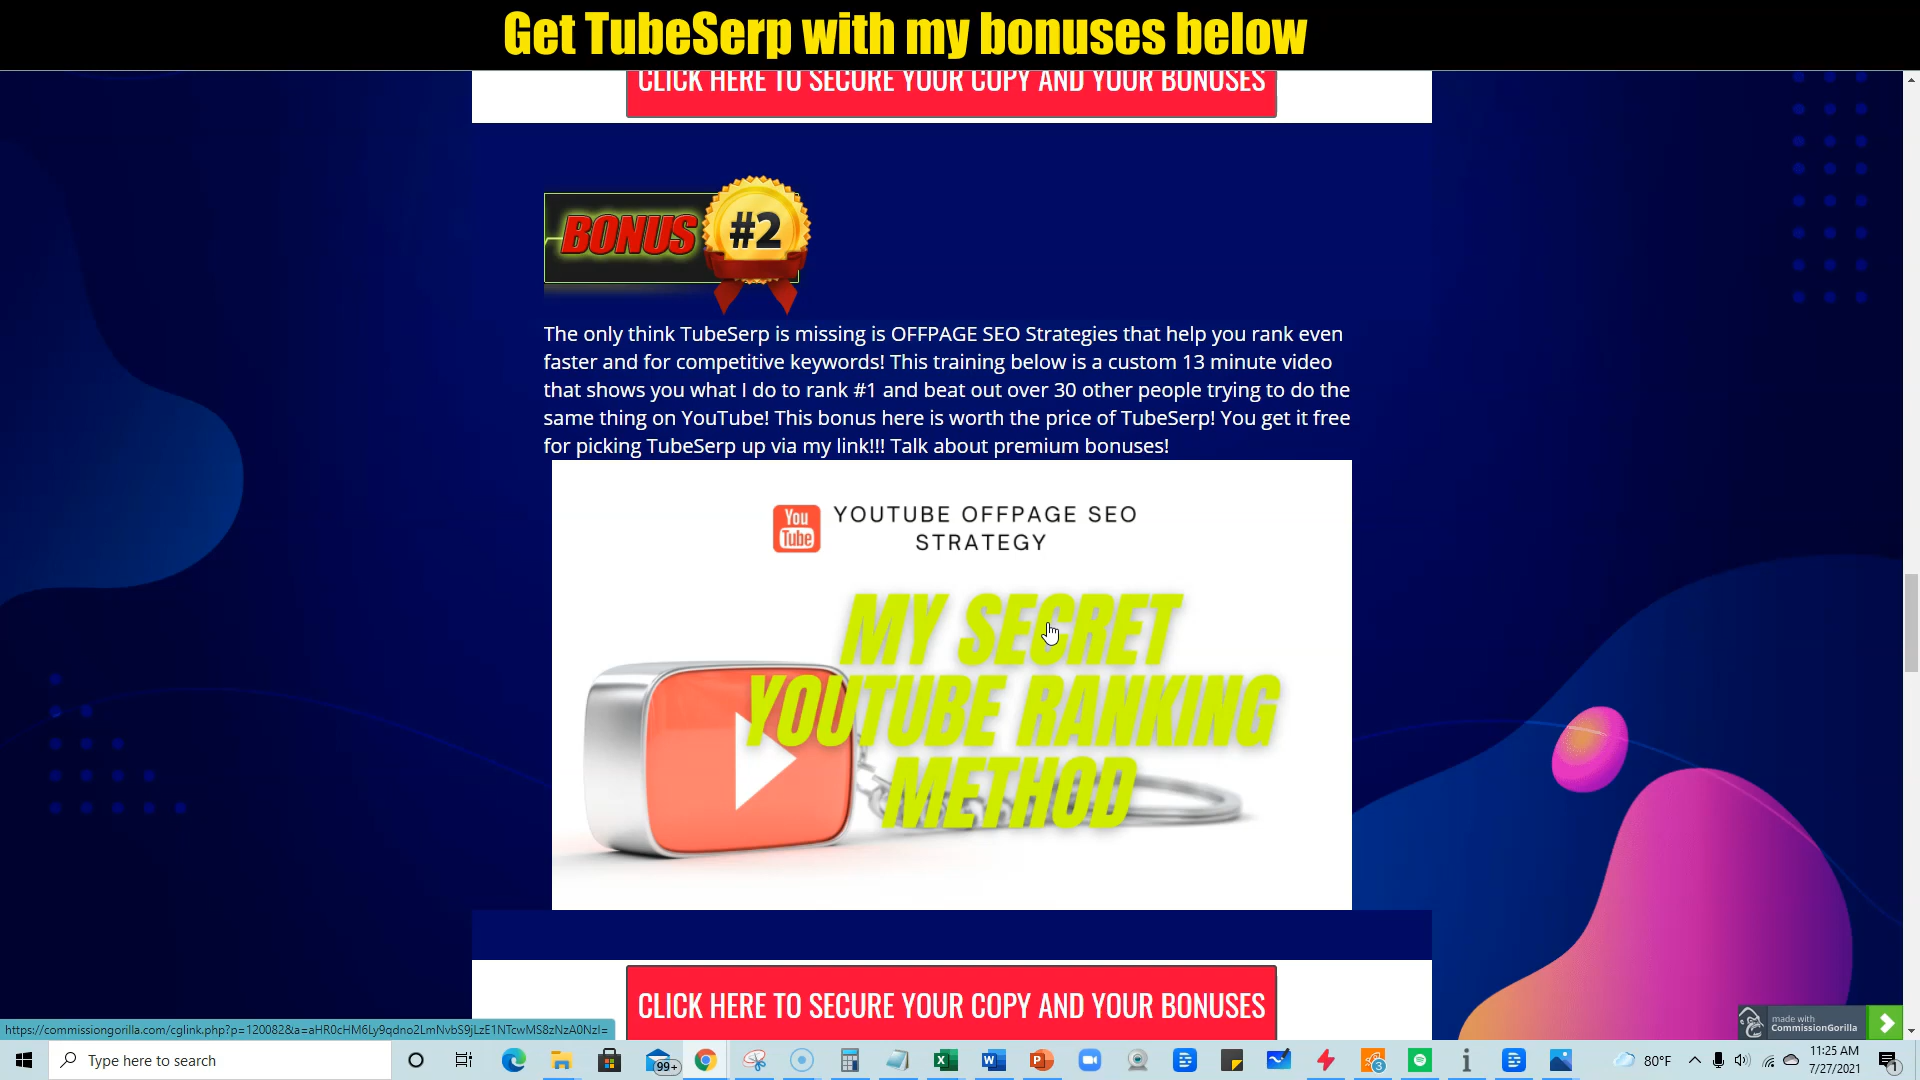 Get TubeSerp with my bonuses below
CLICK HERE TO SECURE YOUR COPY AND YOUR BONUSES
BONUS #2
The only think TubeSerp is missing is OFFPAGE SEO Strategies that help you rank even
faster and for competitive keywords! This training below is a custom 13 minute video
that shows you what I do to rank #1 and beat out over 30 other people trying to do the
same thing on YouTube! This bonus here is worth the price of TubeSerp! You get it free
for picking TubeSerp up via my link!!! Talk about premium bonuses!
You
Tube
YOUTUBE OFFPAGE SEO
STRATEGY
MY SECRET
YOUTUBE RANKING
METHOD
CLICK HERE TO SECURE YOUR COPY AND YOUR BONUSES
made with
CommissionGorilla
https://commissiongorilla.com/cglink.php?p=120082&a=aHR0cHM6Ly9qdno2LmNvbS9jLzE1NTcwMS8zNzA0NzI=
Type here to search
99+
3
80°F
11:25 AM
7/27/2021
1